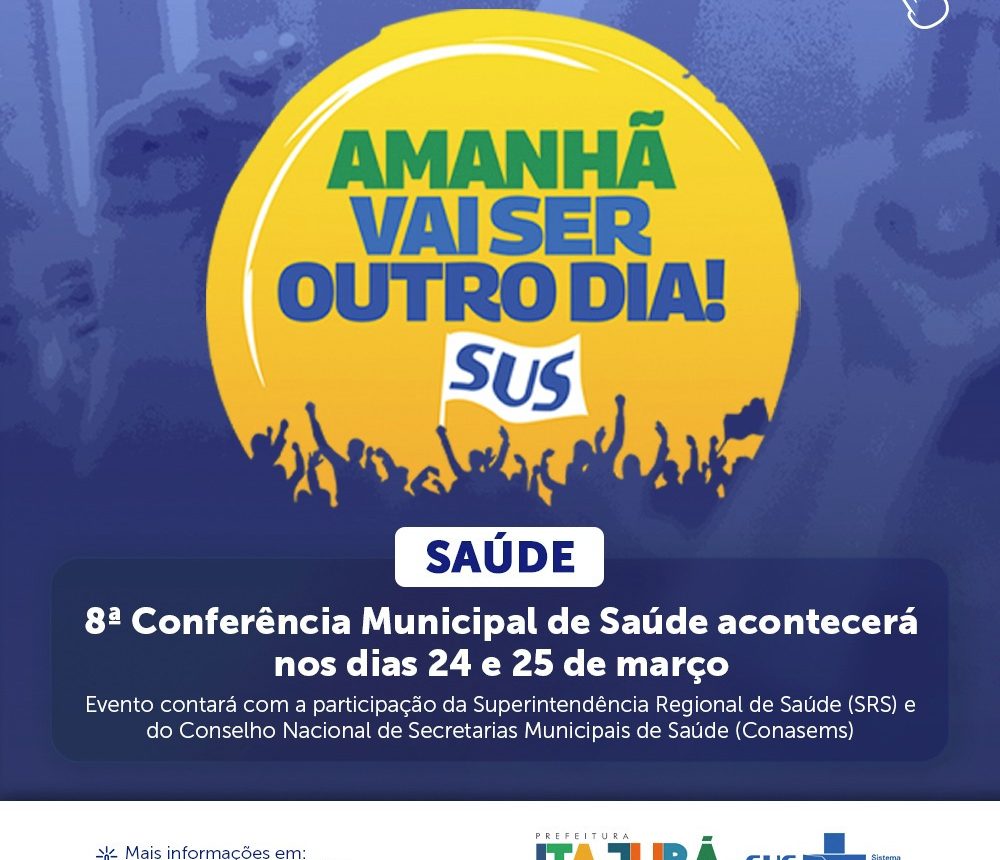 AMANHÃ
VAI SER
OUTRO DIA!
SUS
SAÚDE
8ª Conferência Municipal de Saúde acontecerá
nos dias 24 e 25 de março
Evento contará com a participação da Superintendência Regional de Saúde (SRS) e
do Conselho Nacional de Secretarias Municipais de Saúde (Conasems)
Mais informações em:
PREFEITURA
ITAJUBÁ
SUS
Sistema